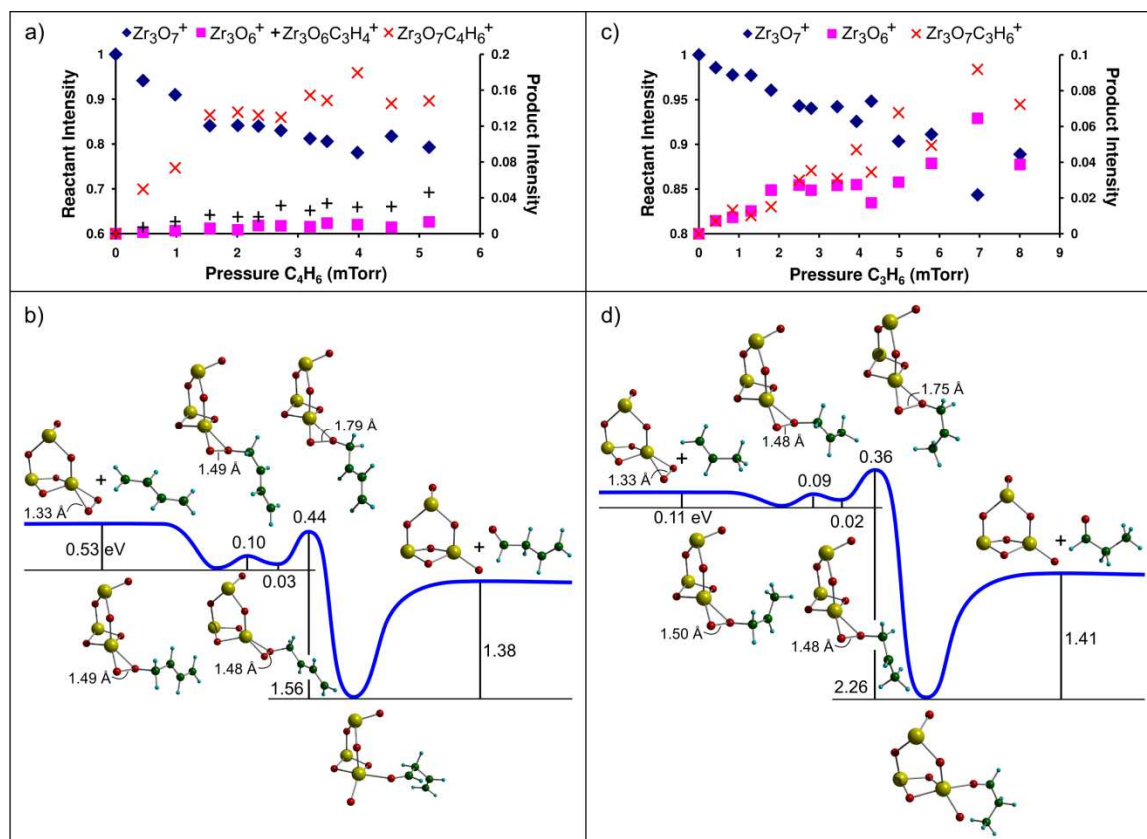 a)
◆Zr₃O₇⁺ ■Zr₃O₆⁺ +Zr₃O₆C₃H₄⁺ ×Zr₃O₇C₄H₆⁺
Reactant Intensity
1
0.9
0.8
0.7
0.6
0.2
0.16
0.12
0.08
0.04
0
Product Intensity
0 1 2 3 4 5 6
Pressure C₄H₆ (mTorr)
c)
◆Zr₃O₇⁺ ■Zr₃O₆⁺ ×Zr₃O₇C₃H₆⁺
Reactant Intensity
1
0.95
0.9
0.85
0.8
0.1
0.08
0.06
0.04
0.02
0
Product Intensity
0 1 2 3 4 5 6 7 8 9
Pressure C₃H₆ (mTorr)
b)
1.79 Å
1.49 Å
+
1.33 Å
0.44
0.10
0.53 eV
0.03
+
1.38
1.49 Å
1.48 Å
1.56
d)
1.75 Å
1.48 Å
+
1.33 Å
0.36
0.09
0.11 eV
0.02
+
1.50 Å
1.48 Å
1.41
2.26